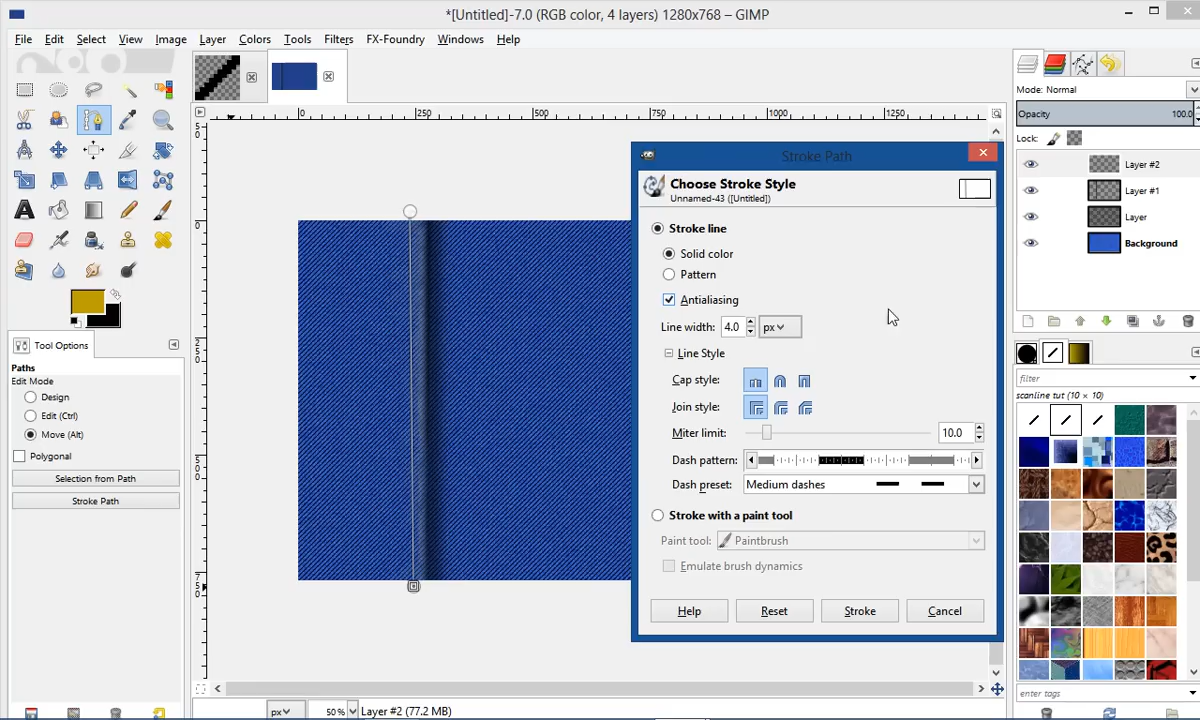 *[Untitled]-7.0 (RGB color, 4 layers) 1280x768 – GIMP
File Edit Select View Image Layer Colors Tools Filters FX-Foundry Windows Help
0 250 500 750 1000 1250
Mode: Normal
Opacity 100.0
Lock:
Layer #2
Layer #1
Layer
Background
Stroke Path
Choose Stroke Style
Unnamed-43 ([Untitled])
Stroke line
Solid color
Pattern
Antialiasing
Line width: 4.0 px
Line Style
Cap style:
Join style:
Miter limit: 10.0
Dash pattern:
Dash preset: Medium dashes
Stroke with a paint tool
Paint tool: Paintbrush
Emulate brush dynamics
Help Reset Stroke Cancel
Tool Options
Paths
Edit Mode
Design
Edit (Ctrl)
Move (Alt)
Polygonal
Selection from Path
Stroke Path
filter
scanline tut (10 × 10)
enter tags
px 50% Layer #2 (77.2 MB)